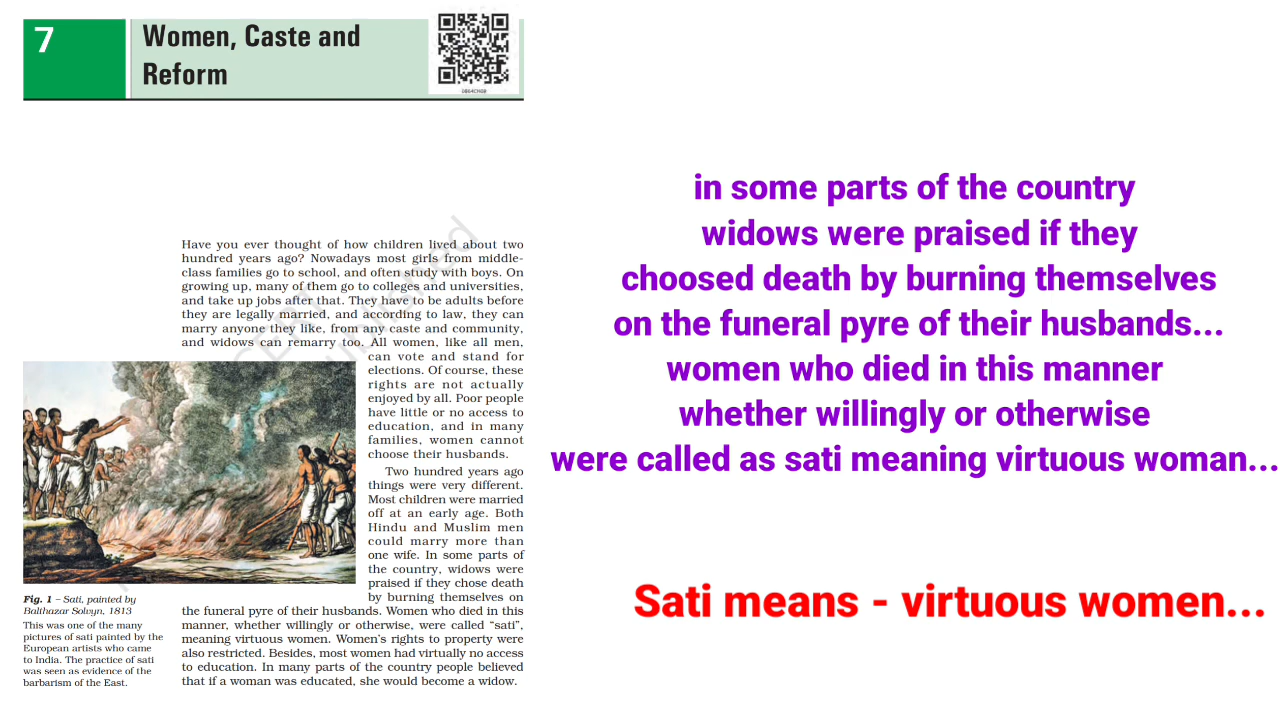 7
Women, Caste and
Reform
Have you ever thought of how children lived about two
hundred years ago? Nowadays most girls from middle-
class families go to school, and often study with boys. On
growing up, many of them go to colleges and universities,
and take up jobs after that. They have to be adults before
they are legally married, and according to law, they can
marry anyone they like, from any caste and community,
and widows can remarry too. All women, like all men,
can vote and stand for
elections. Of course, these
rights are not actually
enjoyed by all. Poor people
have little or no access to
education, and in many
families, women cannot
choose their husbands.
Two hundred years ago
things were very different.
Most children were married
off at an early age. Both
Hindu and Muslim men
could marry more than
one wife. In some parts of
the country, widows were
praised if they chose death
by burning themselves on
the funeral pyre of their husbands. Women who died in this
manner, whether willingly or otherwise, were called “sati”,
meaning virtuous women. Women’s rights to property were
also restricted. Besides, most women had virtually no access
to education. In many parts of the country people believed
that if a woman was educated, she would become a widow.
Fig. 1 – Sati, painted by
Balthazar Solvyn, 1813
This was one of the many
pictures of sati painted by the
European artists who came
to India. The practice of sati
was seen as evidence of the
barbarism of the East.
in some parts of the country
widows were praised if they
choosed death by burning themselves
on the funeral pyre of their husbands...
women who died in this manner
whether willingly or otherwise
were called as sati meaning virtuous woman...
Sati means - virtuous women...